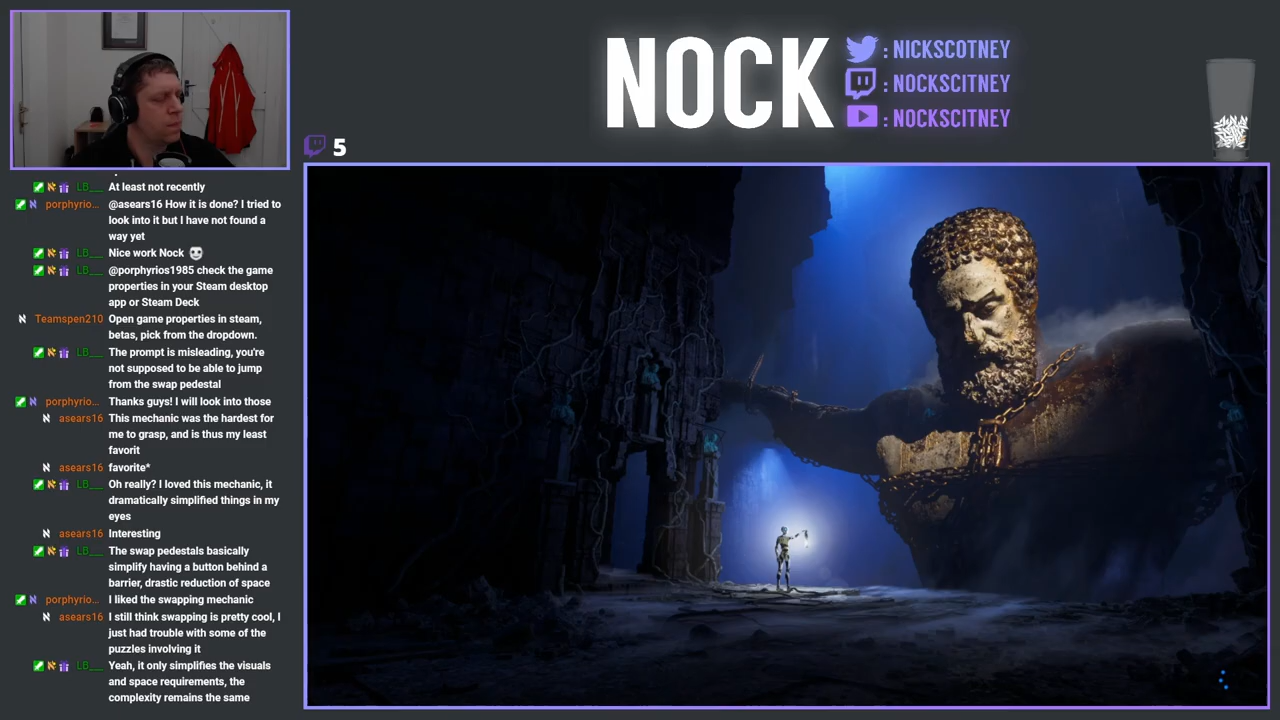 NOCK
: NICKSCOTNEY
: NOCKSCITNEY
: NOCKSCITNEY
5
LB__ At least not recently
porphyrio... @asears16 How it is done? I tried to
look into it but I have not found a
way yet
LB__ Nice work Nock
LB__ @porphyrios1985 check the game
properties in your Steam desktop
app or Steam Deck
Teamspen210 Open game properties in steam,
betas, pick from the dropdown.
LB__ The prompt is misleading, you're
not supposed to be able to jump
from the swap pedestal
porphyrio... Thanks guys! I will look into those
asears16 This mechanic was the hardest for
me to grasp, and is thus my least
favorit
asears16 favorite*
LB__ Oh really? I loved this mechanic, it
dramatically simplified things in my
eyes
asears16 Interesting
LB__ The swap pedestals basically
simplify having a button behind a
barrier, drastic reduction of space
porphyrio... I liked the swapping mechanic
asears16 I still think swapping is pretty cool, I
just had trouble with some of the
puzzles involving it
LB__ Yeah, it only simplifies the visuals
and space requirements, the
complexity remains the same